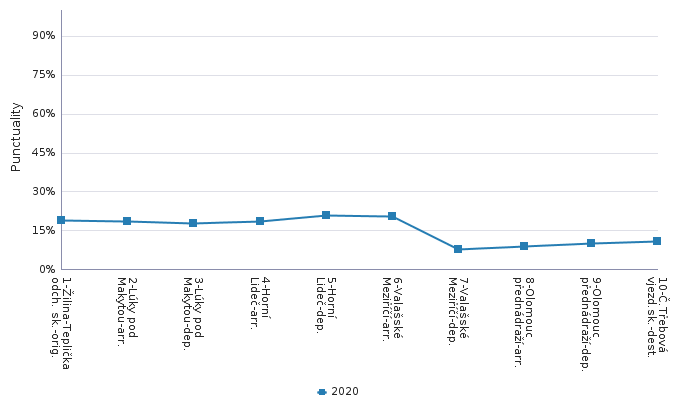 90%
75%
60%
45%
30%
15%
0%
Punctuality
1-Žilina-Teplička
odch. sk.-orig.
2-Lúky pod
Makytou-arr.
3-Lúky pod
Makytou-dep.
4-Horní
Lideč-arr.
5-Horní
Lideč-dep.
6-Valašské
Meziříčí-arr.
7-Valašské
Meziříčí-dep.
8-Olomouc
přednádraží-arr.
9-Olomouc
přednádraží-dep.
10-Č. Třebová
vjezd.sk.-dest.
2020